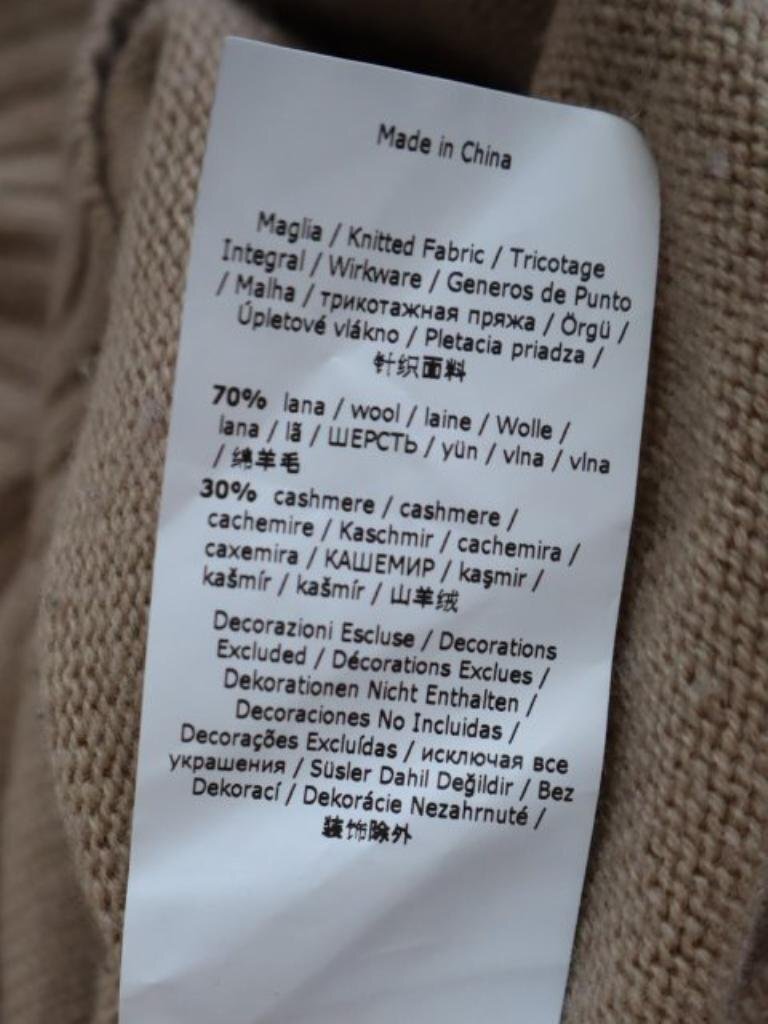 Made in China
Maglia / Knitted Fabric / Tricotage
Integral / Wirkware / Generos de Punto
/ Malha / трикотажная пряжа / Örgü /
Úpletové vlákno / Pletacia priadza /
针织面料
70% lana / wool / laine / Wolle /
lana / lã / ШЕРСТЬ / yün / vlna / vlna
/ 绵羊毛
30% cashmere / cashmere /
cachemire / Kaschmir / cachemira /
caxemira / КАШЕМИР / kaşmir /
kašmír / kašmír / 山羊绒
Decorazioni Escluse / Decorations
Excluded / Décorations Exclues /
Dekorationen Nicht Enthalten /
Decoraciones No Incluidas /
Decorações Excluídas / исключая все
украшения / Süsler Dahil Değildir / Bez
Dekorací / Dekorácie Nezahrnuté /
装饰除外